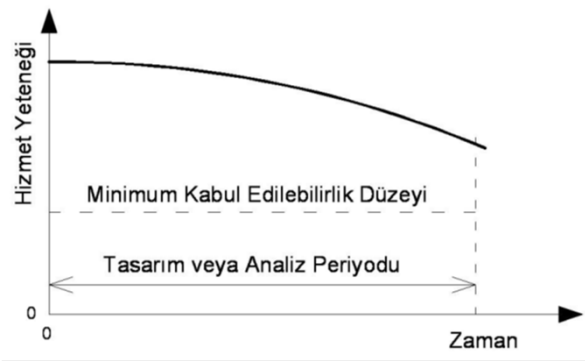 Hizmet Yeteneği
Minimum Kabul Edilebilirlik Düzeyi
Tasarım veya Analiz Periyodu
0
0
Zaman